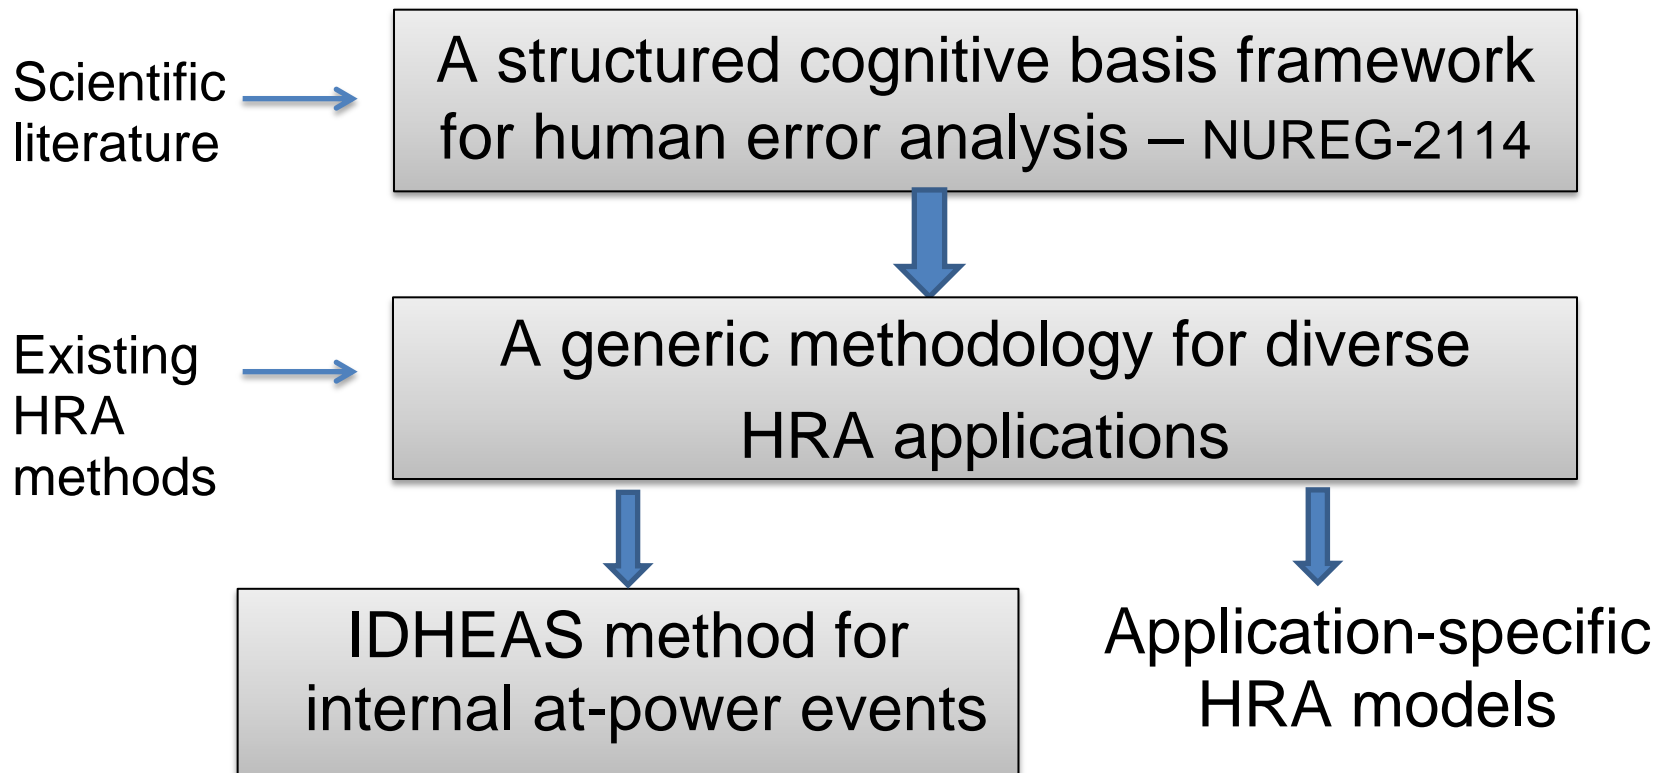 Scientific
literature
A structured cognitive basis framework
for human error analysis – NUREG-2114
Existing
HRA
methods
A generic methodology for diverse
HRA applications
IDHEAS method for
internal at-power events
Application-specific
HRA models